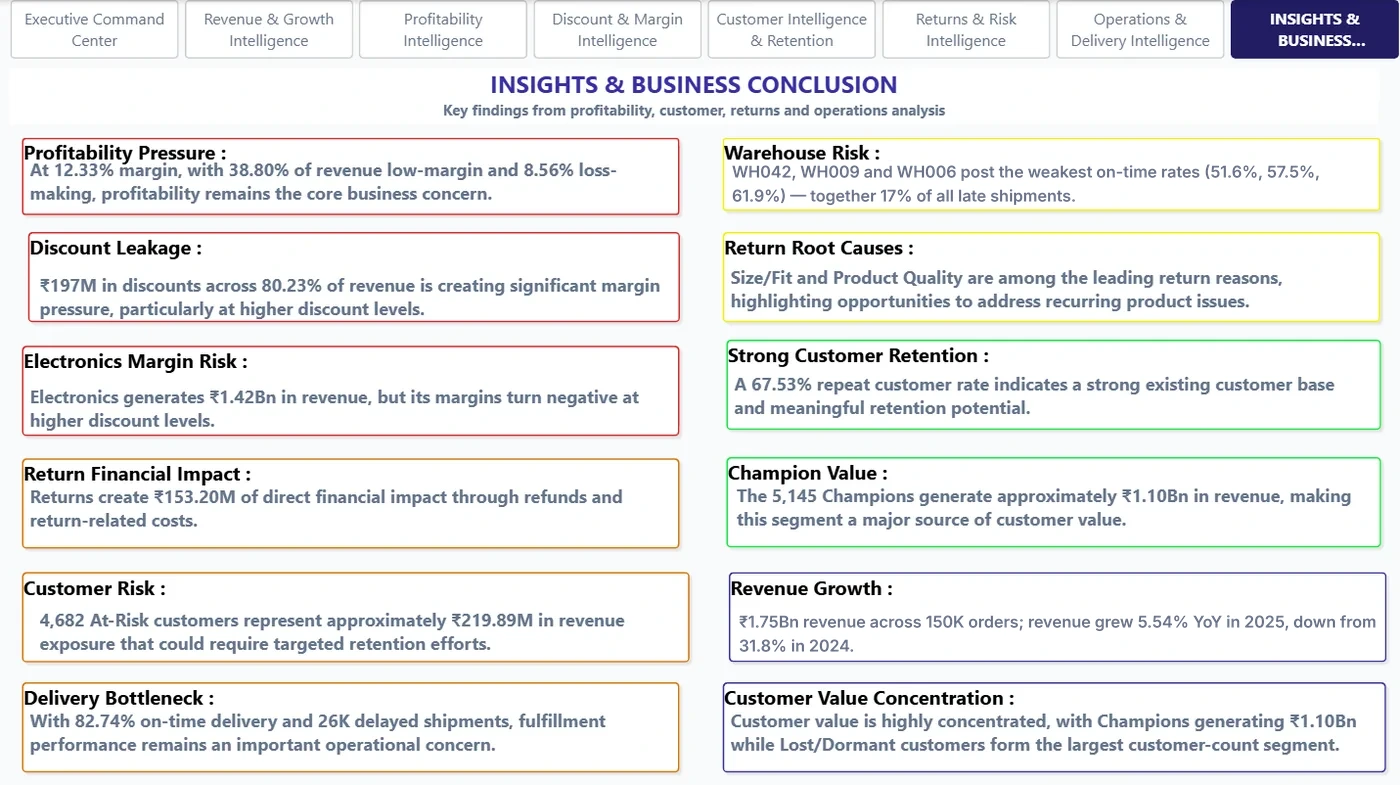 Executive Command
Center
Revenue & Growth
Intelligence
Profitability
Intelligence
Discount & Margin
Intelligence
Customer Intelligence
& Retention
Returns & Risk
Intelligence
Operations &
Delivery Intelligence
INSIGHTS &
BUSINESS...
INSIGHTS & BUSINESS CONCLUSION
Key findings from profitability, customer, returns and operations analysis
Profitability Pressure :
At 12.33% margin, with 38.80% of revenue low-margin and 8.56% loss-
making, profitability remains the core business concern.
Discount Leakage :
₹197M in discounts across 80.23% of revenue is creating significant margin
pressure, particularly at higher discount levels.
Electronics Margin Risk :
Electronics generates ₹1.42Bn in revenue, but its margins turn negative at
higher discount levels.
Return Financial Impact :
Returns create ₹153.20M of direct financial impact through refunds and
return-related costs.
Customer Risk :
4,682 At-Risk customers represent approximately ₹219.89M in revenue
exposure that could require targeted retention efforts.
Delivery Bottleneck :
With 82.74% on-time delivery and 26K delayed shipments, fulfillment
performance remains an important operational concern.
Warehouse Risk :
WH042, WH009 and WH006 post the weakest on-time rates (51.6%, 57.5%,
61.9%) — together 17% of all late shipments.
Return Root Causes :
Size/Fit and Product Quality are among the leading return reasons,
highlighting opportunities to address recurring product issues.
Strong Customer Retention :
A 67.53% repeat customer rate indicates a strong existing customer base
and meaningful retention potential.
Champion Value :
The 5,145 Champions generate approximately ₹1.10Bn in revenue, making
this segment a major source of customer value.
Revenue Growth :
₹1.75Bn revenue across 150K orders; revenue grew 5.54% YoY in 2025, down from
31.8% in 2024.
Customer Value Concentration :
Customer value is highly concentrated, with Champions generating ₹1.10Bn
while Lost/Dormant customers form the largest customer-count segment.